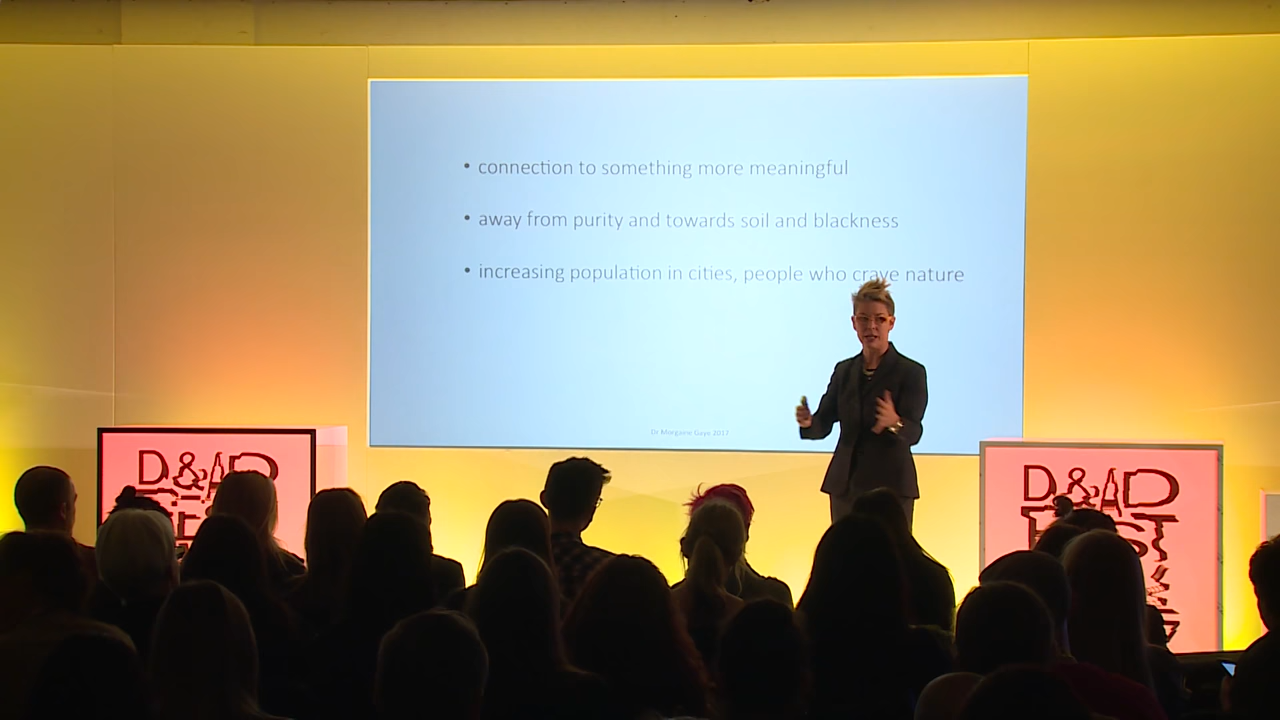 • connection to something more meaningful
• away from purity and towards soil and blackness
• increasing population in cities, people who crave nature
Dr Morgaine Gaye 2017
D&AD
D&AD
FEST